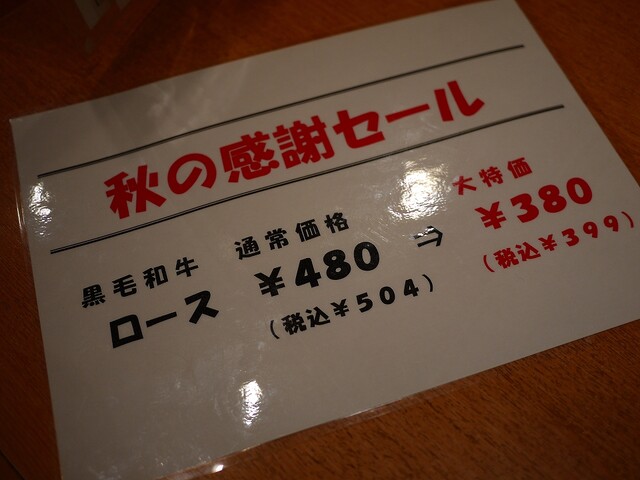 秋の感謝セール
黒毛和牛 通常価格 大特価
ロース ¥480 ⇒ ¥380
(税込¥504) (税込¥399)